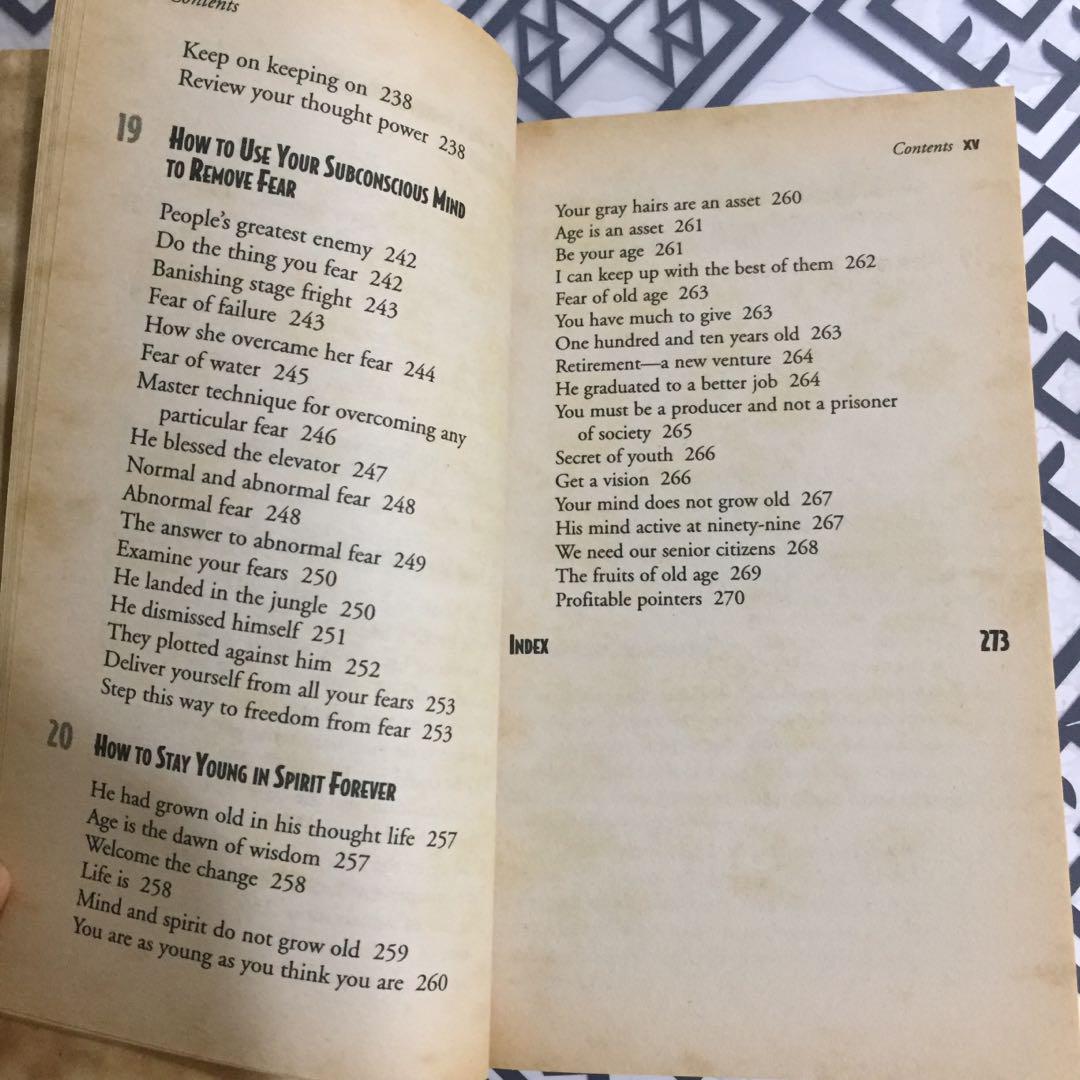 Contents
Keep on keeping on 238
Review your thought power 238
19 How to Use Your Subconscious Mind
to Remove Fear
People's greatest enemy 242
Do the thing you fear 242
Banishing stage fright 243
Fear of failure 243
How she overcame her fear 244
Fear of water 245
Master technique for overcoming any
particular fear 246
He blessed the elevator 247
Normal and abnormal fear 248
Abnormal fear 248
The answer to abnormal fear 249
Examine your fears 250
He landed in the jungle 250
He dismissed himself 251
They plotted against him 252
Deliver yourself from all your fears 253
Step this way to freedom from fear 253
20 How to Stay Young in Spirit Forever
He had grown old in his thought life 257
Age is the dawn of wisdom 257
Welcome the change 258
Life is 258
Mind and spirit do not grow old 259
You are as young as you think you are 260
Contents XV
Your gray hairs are an asset 260
Age is an asset 261
Be your age 261
I can keep up with the best of them 262
Fear of old age 263
You have much to give 263
One hundred and ten years old 263
Retirement—a new venture 264
He graduated to a better job 264
You must be a producer and not a prisoner
of society 265
Secret of youth 266
Get a vision 266
Your mind does not grow old 267
His mind active at ninety-nine 267
We need our senior citizens 268
The fruits of old age 269
Profitable pointers 270
Index 273